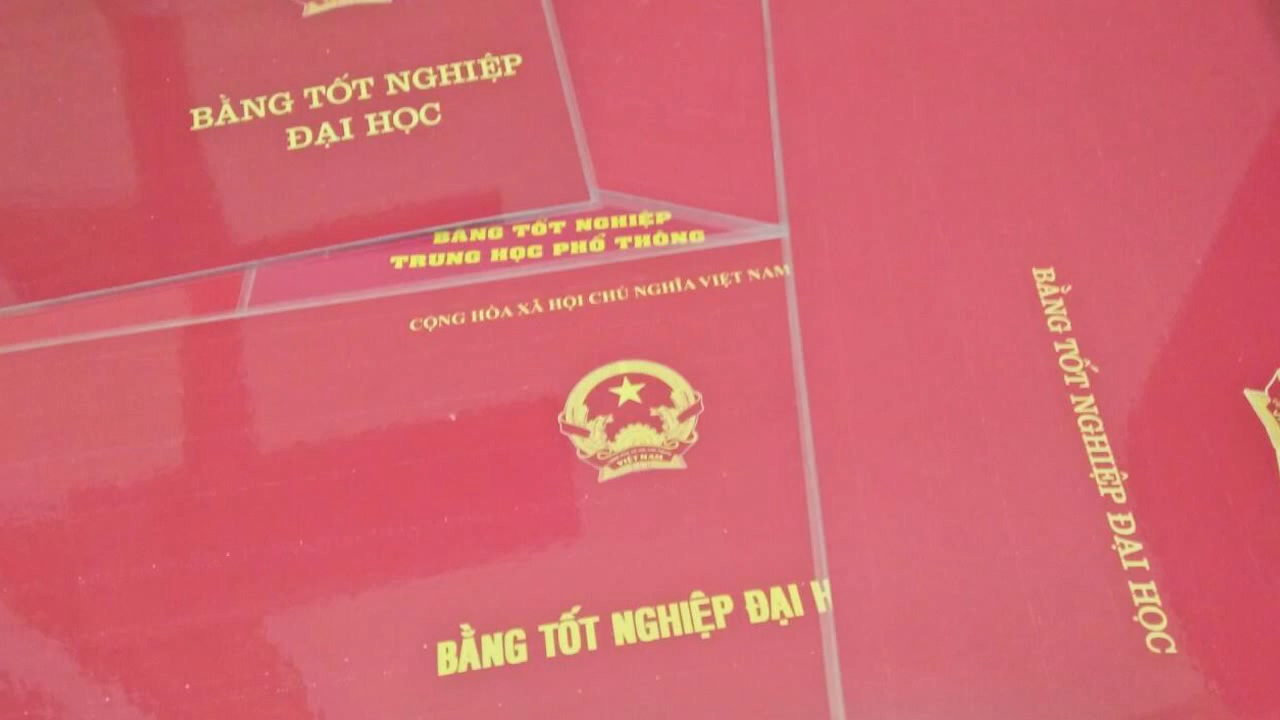 BẰNG TỐT NGHIỆP
ĐẠI HỌC
BẰNG TỐT NGHIỆP
TRUNG HỌC PHỔ THÔNG
CỘNG HÒA XÃ HỘI CHỦ NGHĨA VIỆT NAM
VIỆT NAM
BẰNG TỐT NGHIỆP ĐẠI H
BẰNG TỐT NGHIỆP ĐẠI HỌC